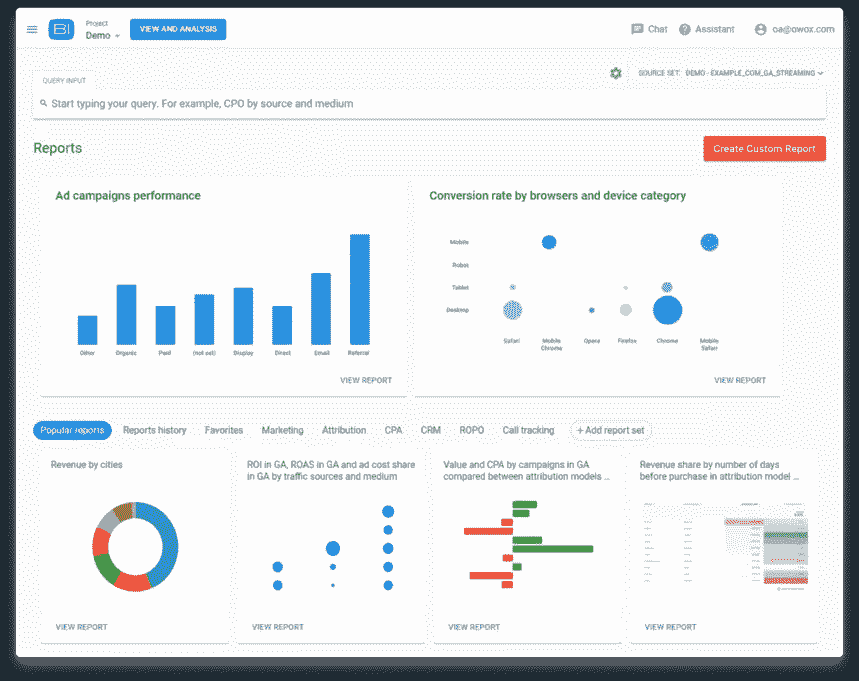 BI
Project
Demo
VIEW AND ANALYSIS
Chat
Assistant
oa@owox.com
QUERY INPUT
SOURCE SET: DEMO - EXAMPLE_COM_GA_STREAMING
Start typing your query. For example, CPO by source and medium
Reports
Create Custom Report
Ad campaigns performance
Other
Organic
Paid
(not set)
Display
Direct
Email
Referral
VIEW REPORT
Conversion rate by browsers and device category
Mobile
Robot
Tablet
Desktop
Safari
Mobile
Chrome
Opera
Firefox
Chrome
Mobile
Safari
VIEW REPORT
Popular reports
Reports history
Favorites
Marketing
Attribution
CPA
CRM
ROPO
Call tracking
+ Add report set
Revenue by cities
VIEW REPORT
ROI in GA, ROAS in GA and ad cost share
in GA by traffic sources and medium
VIEW REPORT
Value and CPA by campaigns in GA
compared between attribution models ...
VIEW REPORT
Revenue share by number of days
before purchase in attribution model ...
VIEW REPORT